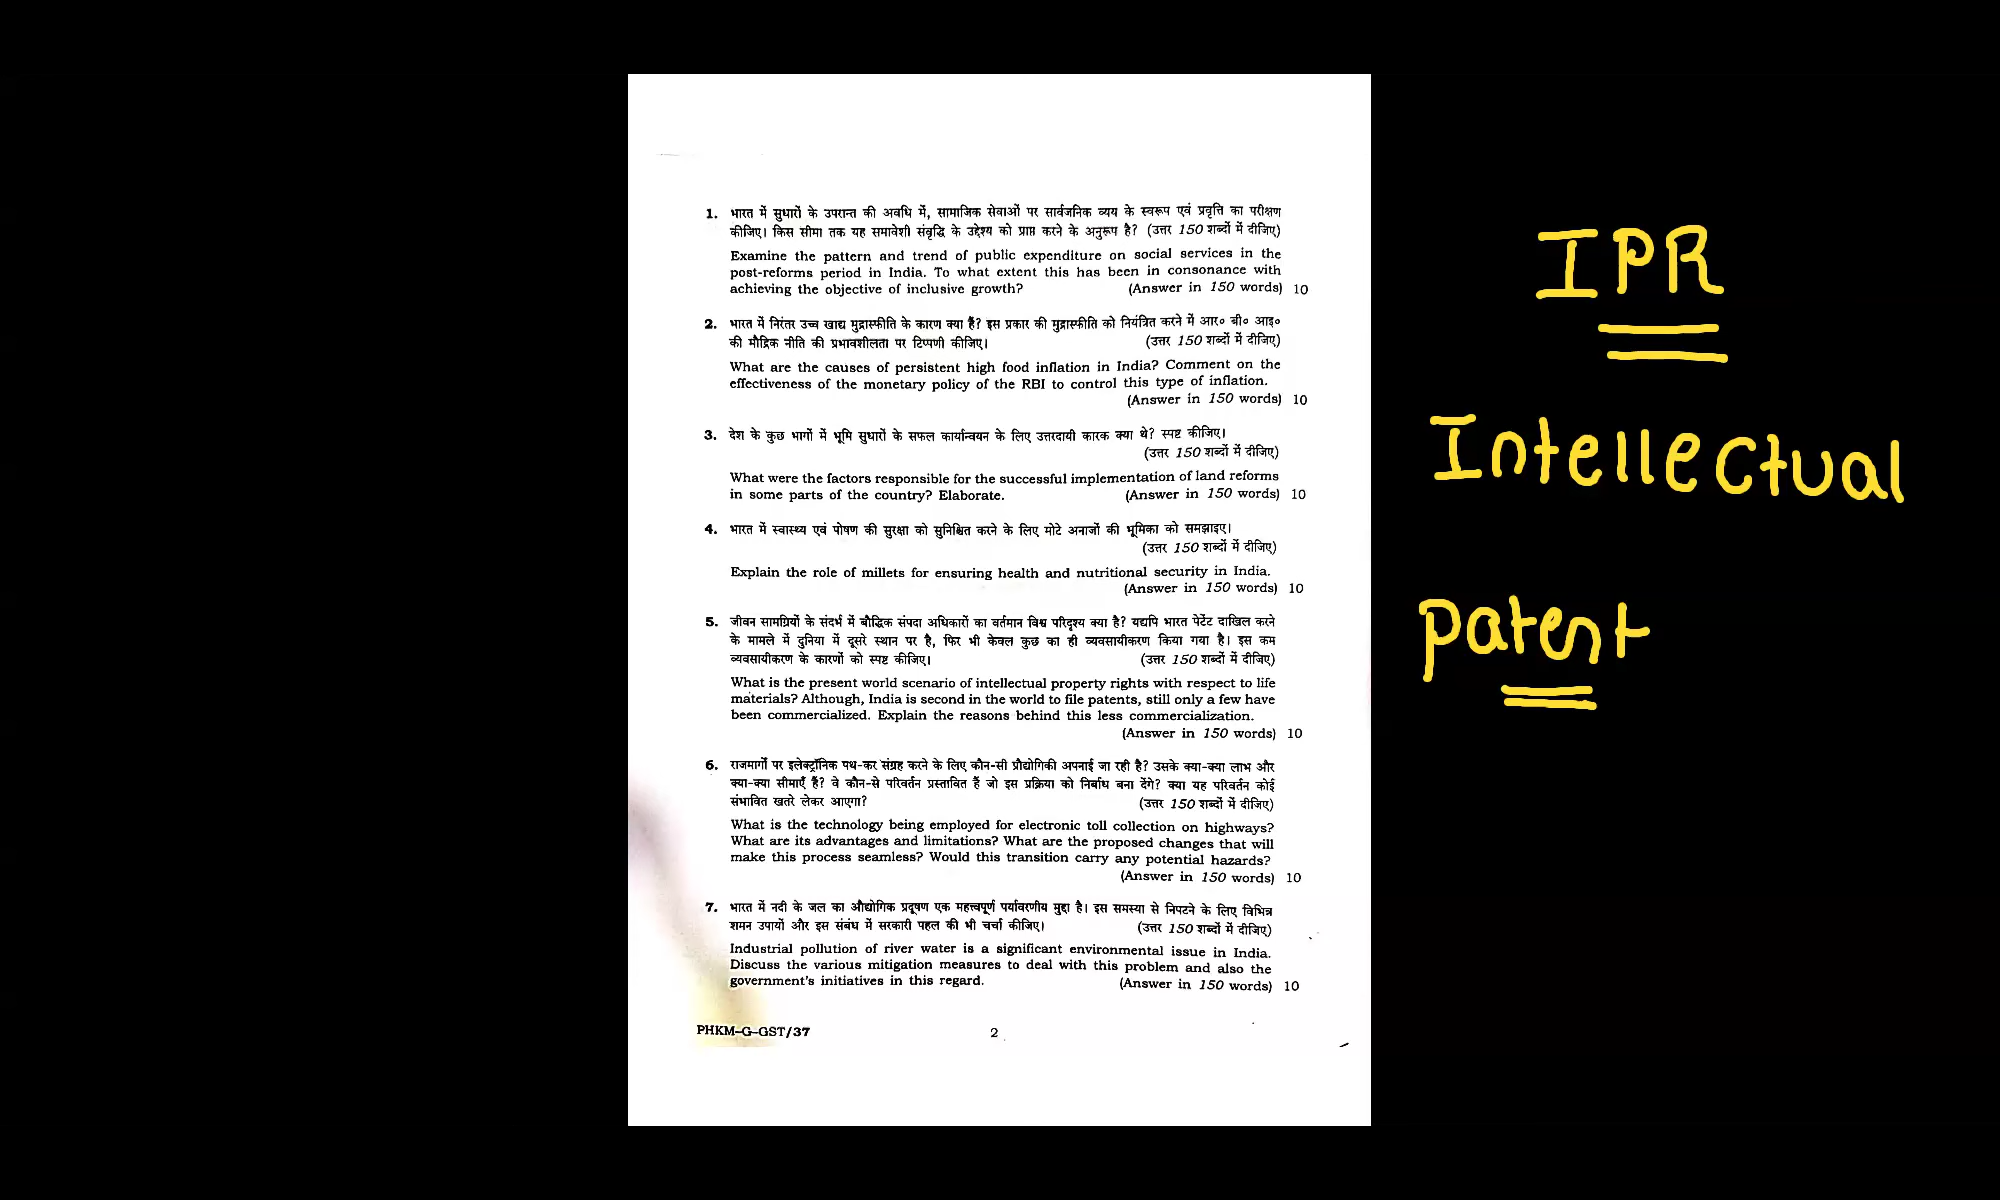 1. भारत में सुधारों के उपरान्त की अवधि में, सामाजिक सेवाओं पर सार्वजनिक व्यय के स्वरूप एवं प्रवृत्ति का परीक्षण
कीजिए। किस सीमा तक यह समावेशी संवृद्धि के उद्देश्य को प्राप्त करने के अनुरूप है? (उत्तर 150 शब्दों में दीजिए)
Examine the pattern and trend of public expenditure on social services in the
post-reforms period in India. To what extent this has been in consonance with
achieving the objective of inclusive growth? (Answer in 150 words) 10
2. भारत में निरंतर उच्च खाद्य मुद्रास्फीति के कारण क्या हैं? इस प्रकार की मुद्रास्फीति को नियंत्रित करने में आर० बी० आइ०
की मौद्रिक नीति की प्रभावशीलता पर टिप्पणी कीजिए। (उत्तर 150 शब्दों में दीजिए)
What are the causes of persistent high food inflation in India? Comment on the
effectiveness of the monetary policy of the RBI to control this type of inflation.
(Answer in 150 words) 10
3. देश के कुछ भागों में भूमि सुधारों के सफल कार्यान्वयन के लिए उत्तरदायी कारक क्या थे? स्पष्ट कीजिए।
(उत्तर 150 शब्दों में दीजिए)
What were the factors responsible for the successful implementation of land reforms
in some parts of the country? Elaborate. (Answer in 150 words) 10
4. भारत में स्वास्थ्य एवं पोषण की सुरक्षा को सुनिश्चित करने के लिए मोटे अनाजों की भूमिका को समझाइए।
(उत्तर 150 शब्दों में दीजिए)
Explain the role of millets for ensuring health and nutritional security in India.
(Answer in 150 words) 10
5. जीवन सामग्रियों के संदर्भ में बौद्धिक संपदा अधिकारों का वर्तमान विश्व परिदृश्य क्या है? यद्यपि भारत पेटेंट दाखिल करने
के मामले में दुनिया में दूसरे स्थान पर है, फिर भी केवल कुछ का ही व्यवसायीकरण किया गया है। इस कम
व्यवसायीकरण के कारणों को स्पष्ट कीजिए। (उत्तर 150 शब्दों में दीजिए)
What is the present world scenario of intellectual property rights with respect to life
materials? Although, India is second in the world to file patents, still only a few have
been commercialized. Explain the reasons behind this less commercialization.
(Answer in 150 words) 10
6. राजमार्गों पर इलेक्ट्रॉनिक पथ-कर संग्रह करने के लिए कौन-सी प्रौद्योगिकी अपनाई जा रही है? उसके क्या-क्या लाभ और
क्या-क्या सीमाएँ हैं? वे कौन-से परिवर्तन प्रस्तावित हैं जो इस प्रक्रिया को निर्बाध बना देंगे? क्या यह परिवर्तन कोई
संभावित खतरे लेकर आएगा? (उत्तर 150 शब्दों में दीजिए)
What is the technology being employed for electronic toll collection on highways?
What are its advantages and limitations? What are the proposed changes that will
make this process seamless? Would this transition carry any potential hazards?
(Answer in 150 words) 10
7. भारत में नदी के जल का औद्योगिक प्रदूषण एक महत्त्वपूर्ण पर्यावरणीय मुद्दा है। इस समस्या से निपटने के लिए विभिन्न
शमन उपायों और इस संबंध में सरकारी पहल की भी चर्चा कीजिए। (उत्तर 150 शब्दों में दीजिए)
Industrial pollution of river water is a significant environmental issue in India.
Discuss the various mitigation measures to deal with this problem and also the
government's initiatives in this regard. (Answer in 150 words) 10
PHKM-G-GST/37 2
IPR
Intellectual
patent